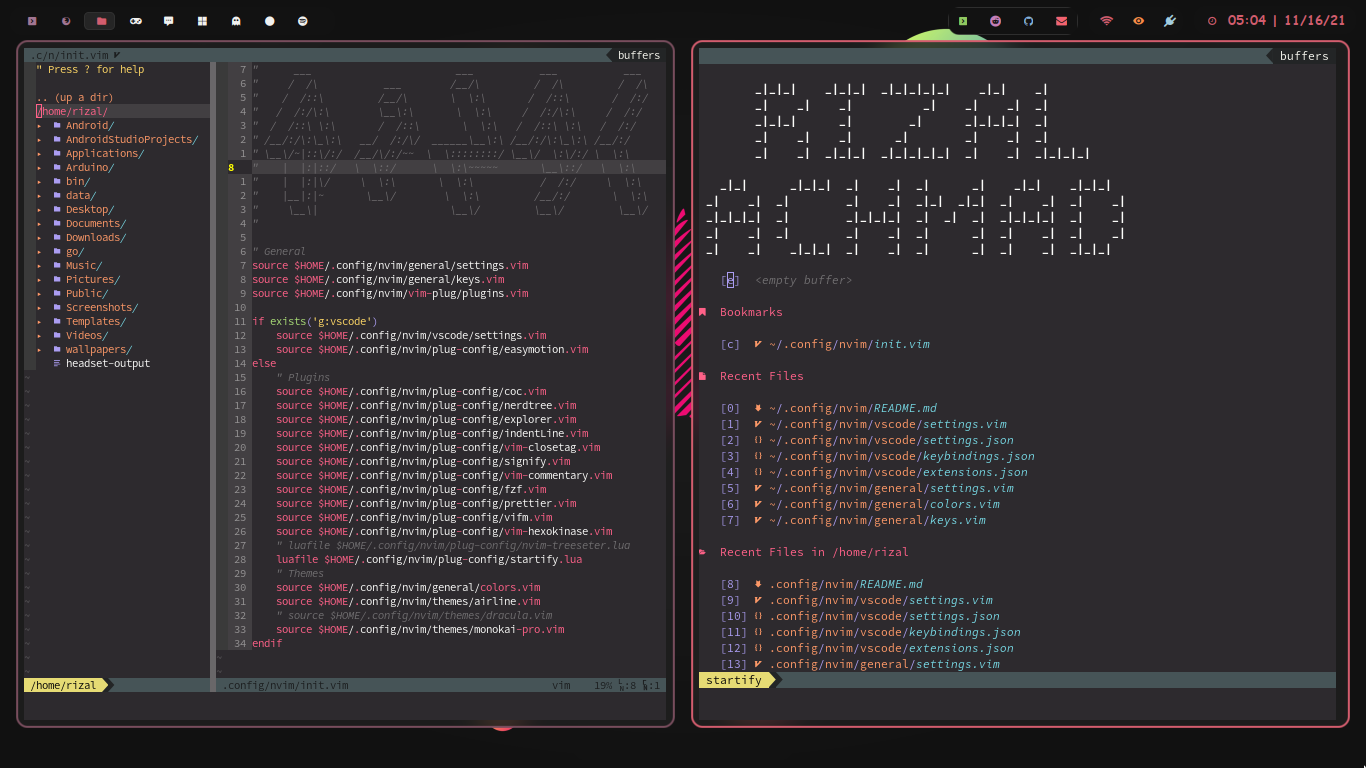 05:04 | 11/16/21
.c/n/init.vim
buffers
" Press ? for help
.. (up a dir)
/home/rizal/
Android/
AndroidStudioProjects/
Applications/
Arduino/
bin/
data/
Desktop/
Documents/
Downloads/
go/
Music/
Pictures/
Public/
Screenshots/
Templates/
Videos/
wallpapers/
headset-output
/home/rizal
7 "
6 "
5 "
4 "
3 "
2 "
1 "
8 "
1 "
2 "
3 "
4 "
5
6 " General
7 source $HOME/.config/nvim/general/settings.vim
8 source $HOME/.config/nvim/general/keys.vim
9 source $HOME/.config/nvim/vim-plug/plugins.vim
10
11 if exists('g:vscode')
12 source $HOME/.config/nvim/vscode/settings.vim
13 source $HOME/.config/nvim/plug-config/easymotion.vim
14 else
15 " Plugins
16 source $HOME/.config/nvim/plug-config/coc.vim
17 source $HOME/.config/nvim/plug-config/nerdtree.vim
18 source $HOME/.config/nvim/plug-config/explorer.vim
19 source $HOME/.config/nvim/plug-config/indentLine.vim
20 source $HOME/.config/nvim/plug-config/vim-closetag.vim
21 source $HOME/.config/nvim/plug-config/signify.vim
22 source $HOME/.config/nvim/plug-config/vim-commentary.vim
23 source $HOME/.config/nvim/plug-config/fzf.vim
24 source $HOME/.config/nvim/plug-config/prettier.vim
25 source $HOME/.config/nvim/plug-config/vifm.vim
26 source $HOME/.config/nvim/plug-config/vim-hexokinase.vim
27 " luafile $HOME/.config/nvim/plug-config/nvim-treeseter.lua
28 luafile $HOME/.config/nvim/plug-config/startify.lua
29 " Themes
30 source $HOME/.config/nvim/general/colors.vim
31 source $HOME/.config/nvim/themes/airline.vim
32 " source $HOME/.config/nvim/themes/dracula.vim
33 source $HOME/.config/nvim/themes/monokai-pro.vim
34 endif
.config/nvim/init.vim vim 19% :8 :1
buffers
RIZAL
ACHMAD
[e] <empty buffer>
Bookmarks
[c] ~/.config/nvim/init.vim
Recent Files
[0] ~/.config/nvim/README.md
[1] ~/.config/nvim/vscode/settings.vim
[2] ~/.config/nvim/vscode/settings.json
[3] ~/.config/nvim/vscode/keybindings.json
[4] ~/.config/nvim/vscode/extensions.json
[5] ~/.config/nvim/general/settings.vim
[6] ~/.config/nvim/general/colors.vim
[7] ~/.config/nvim/general/keys.vim
Recent Files in /home/rizal
[8] .config/nvim/README.md
[9] .config/nvim/vscode/settings.vim
[10] .config/nvim/vscode/settings.json
[11] .config/nvim/vscode/keybindings.json
[12] .config/nvim/vscode/extensions.json
[13] .config/nvim/general/settings.vim
startify